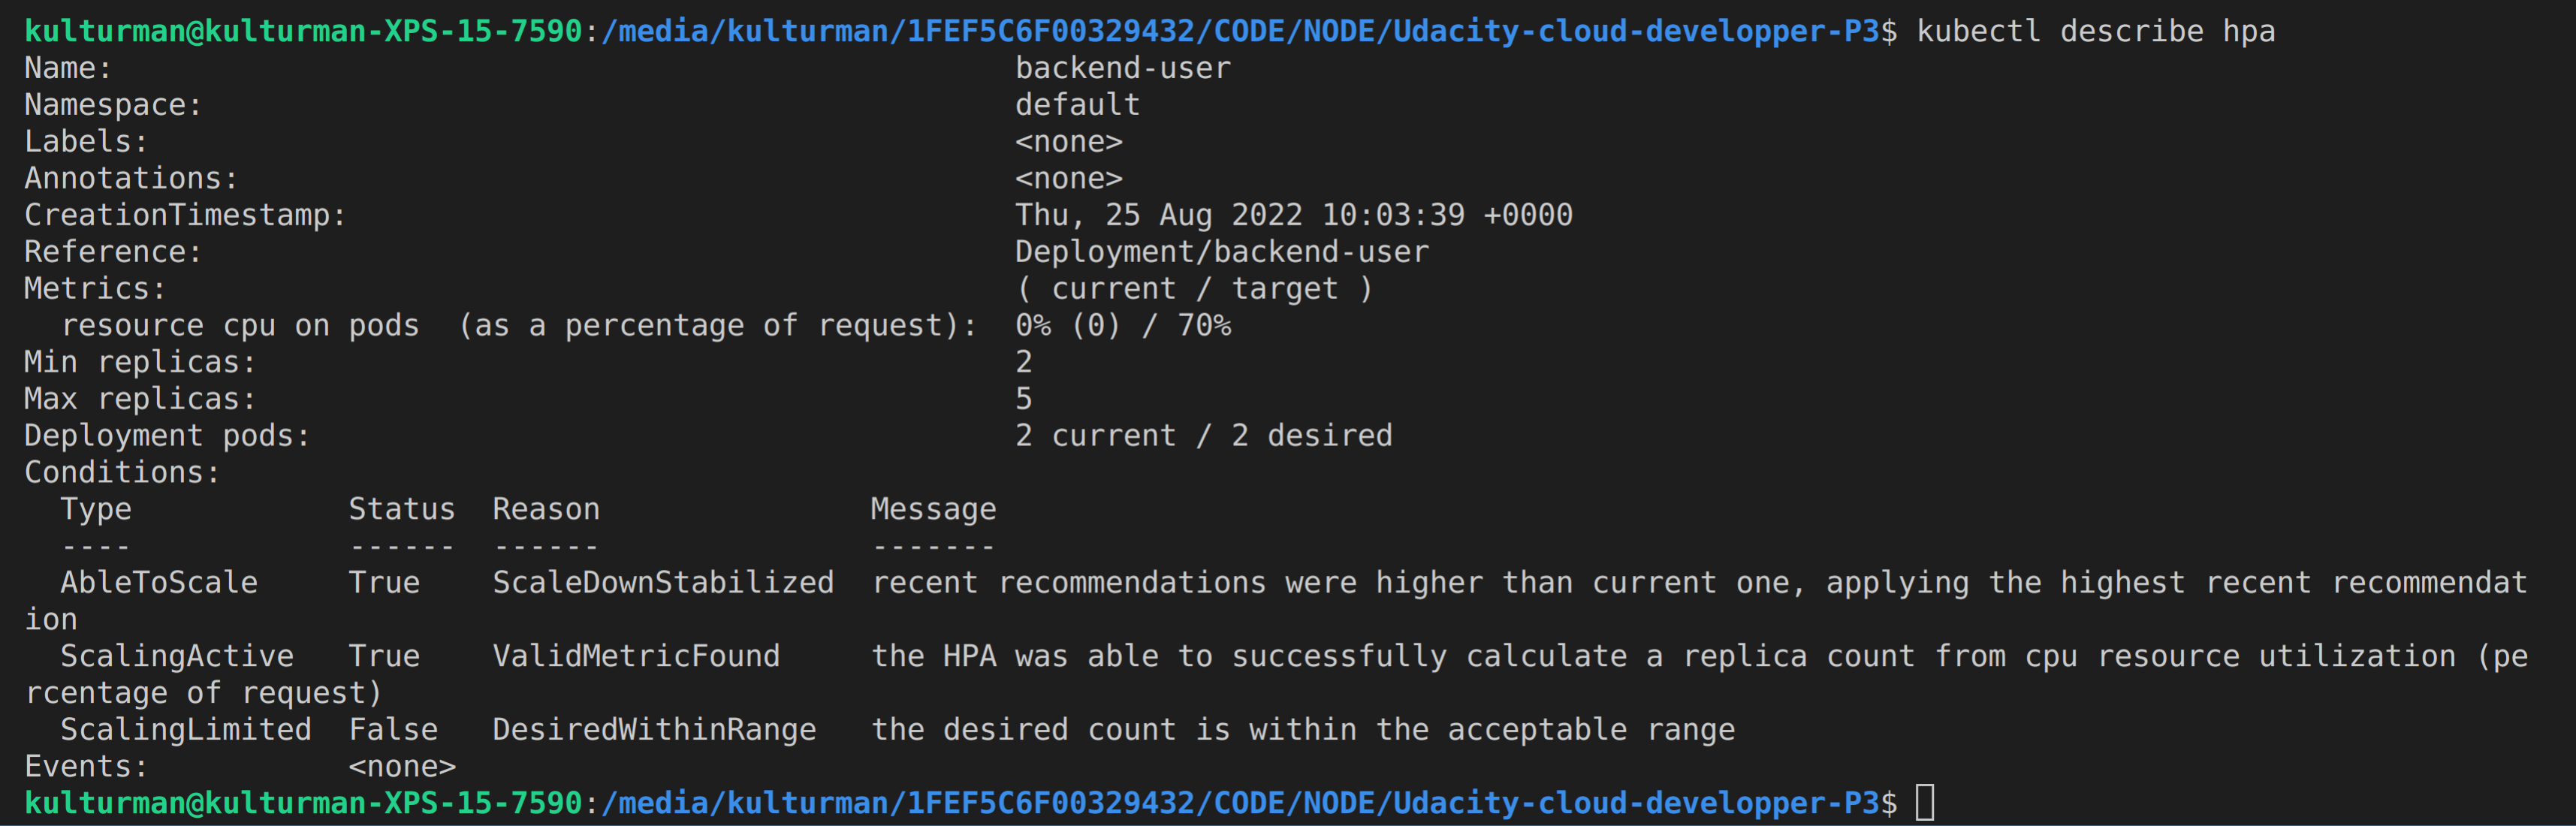 kulturman@kulturman-XPS-15-7590:/media/kulturman/1FEF5C6F00329432/CODE/NODE/Udacity-cloud-developper-P3$ kubectl describe hpa
Name:                                                  backend-user
Namespace:                                             default
Labels:                                                <none>
Annotations:                                           <none>
CreationTimestamp:                                     Thu, 25 Aug 2022 10:03:39 +0000
Reference:                                             Deployment/backend-user
Metrics:                                               ( current / target )
  resource cpu on pods  (as a percentage of request):  0% (0) / 70%
Min replicas:                                          2
Max replicas:                                          5
Deployment pods:                                       2 current / 2 desired
Conditions:
  Type            Status  Reason               Message
  ----            ------  ------               -------
  AbleToScale     True    ScaleDownStabilized  recent recommendations were higher than current one, applying the highest recent recommendat
ion
  ScalingActive   True    ValidMetricFound     the HPA was able to successfully calculate a replica count from cpu resource utilization (pe
rcentage of request)
  ScalingLimited  False   DesiredWithinRange   the desired count is within the acceptable range
Events:           <none>
kulturman@kulturman-XPS-15-7590:/media/kulturman/1FEF5C6F00329432/CODE/NODE/Udacity-cloud-developper-P3$